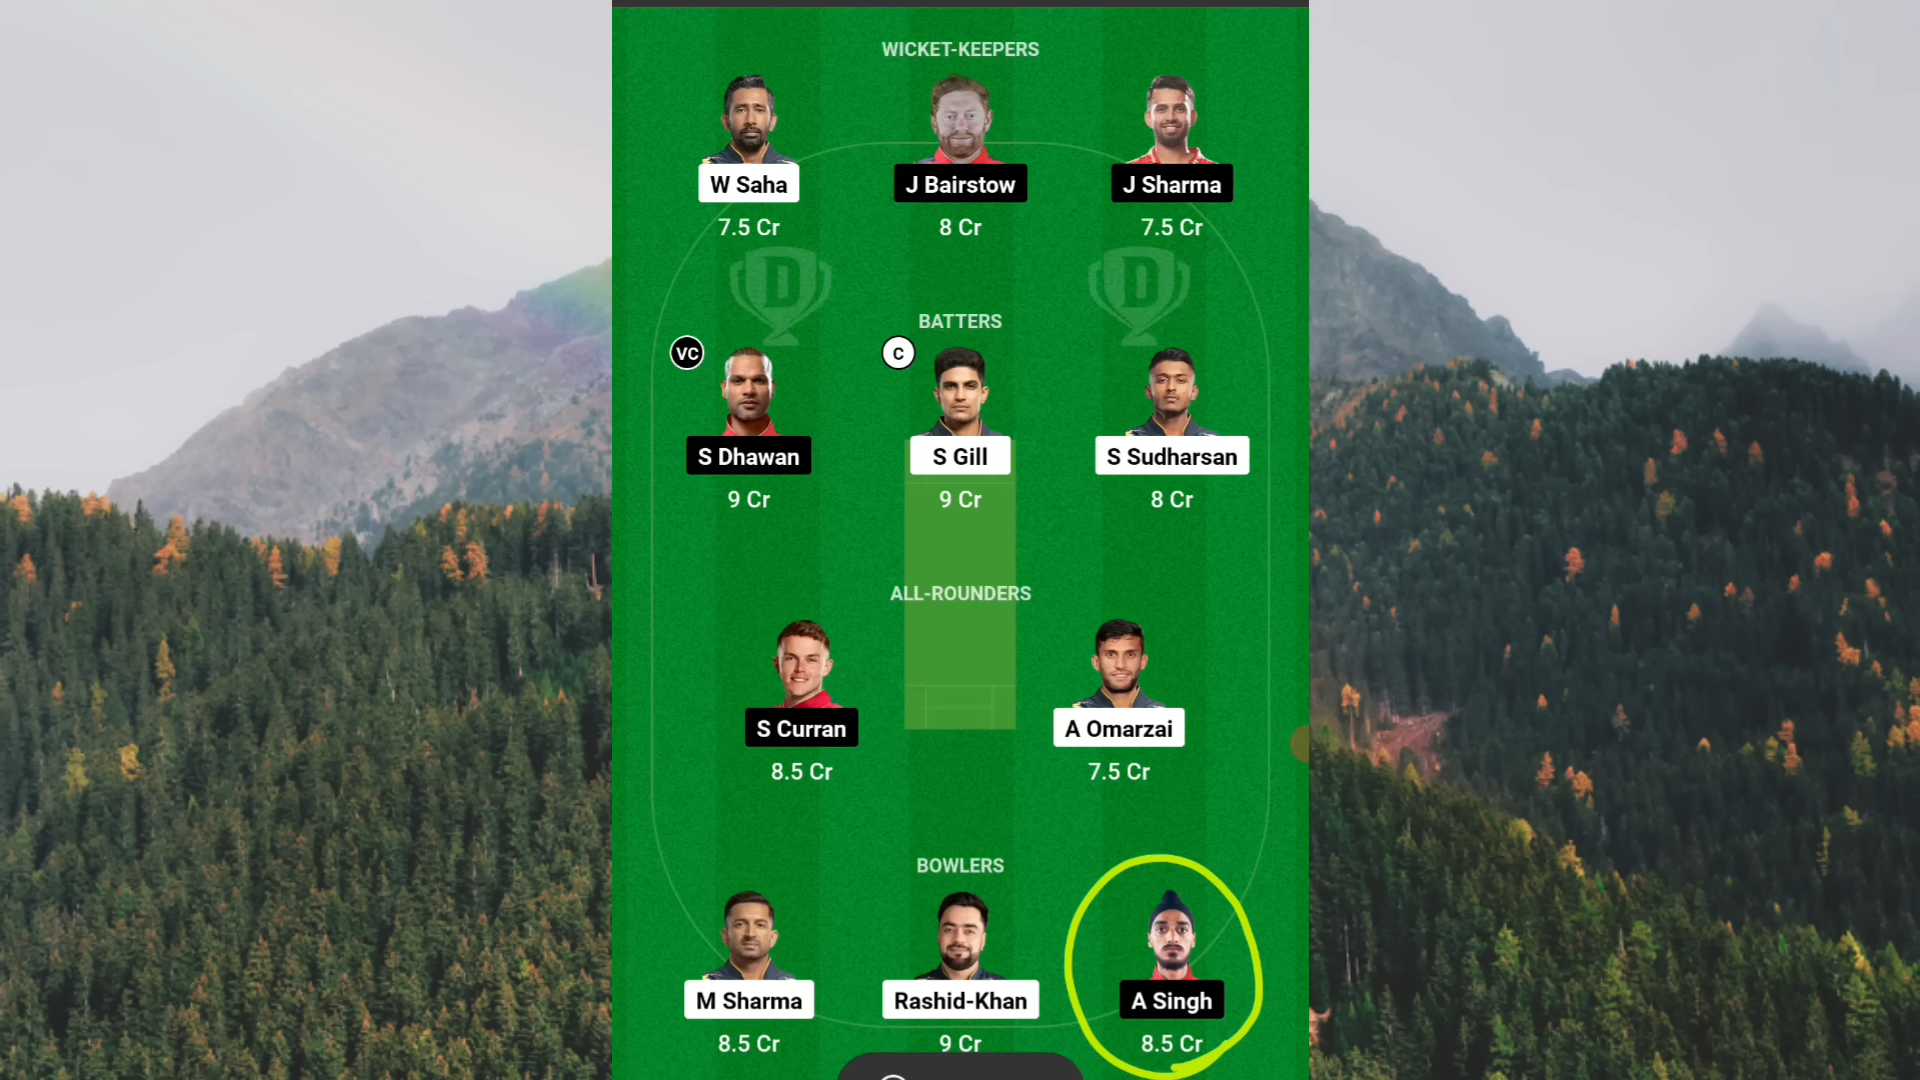 WICKET-KEEPERS
W Saha
J Bairstow
J Sharma
7.5 Cr
8 Cr
7.5 Cr
D
D
BATTERS
VC
C
S Dhawan
S Gill
S Sudharsan
9 Cr
9 Cr
8 Cr
ALL-ROUNDERS
S Curran
A Omarzai
8.5 Cr
7.5 Cr
BOWLERS
M Sharma
Rashid-Khan
A Singh
8.5 Cr
9 Cr
8.5 Cr